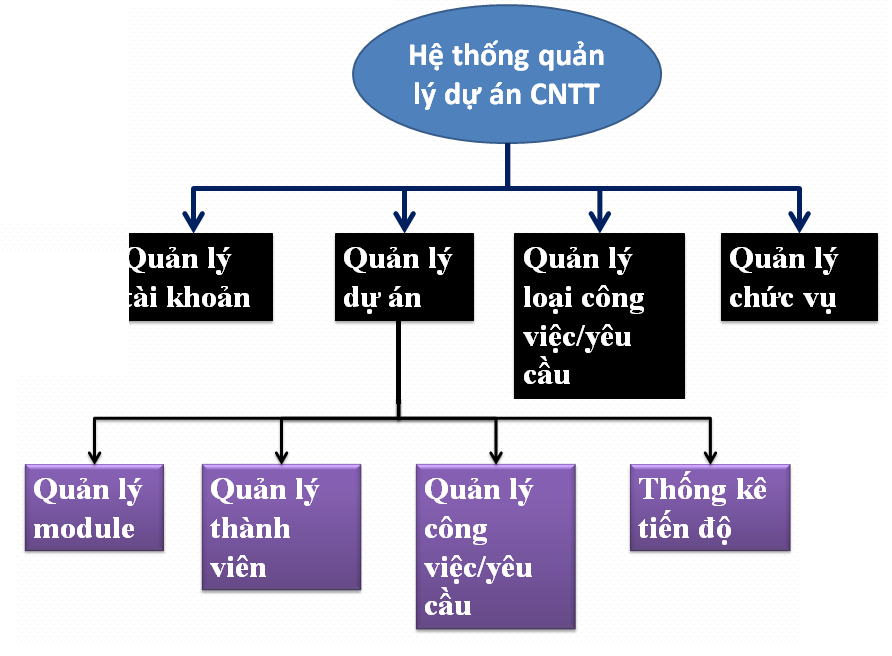 Hệ thống quản
lý dự án CNTT
Quản lý
tài khoản
Quản lý
dự án
Quản lý
loại công
việc/yêu
cầu
Quản lý
chức vụ
Quản lý
module
Quản lý
thành
viên
Quản lý
công
việc/yêu
cầu
Thống kê
tiến độ